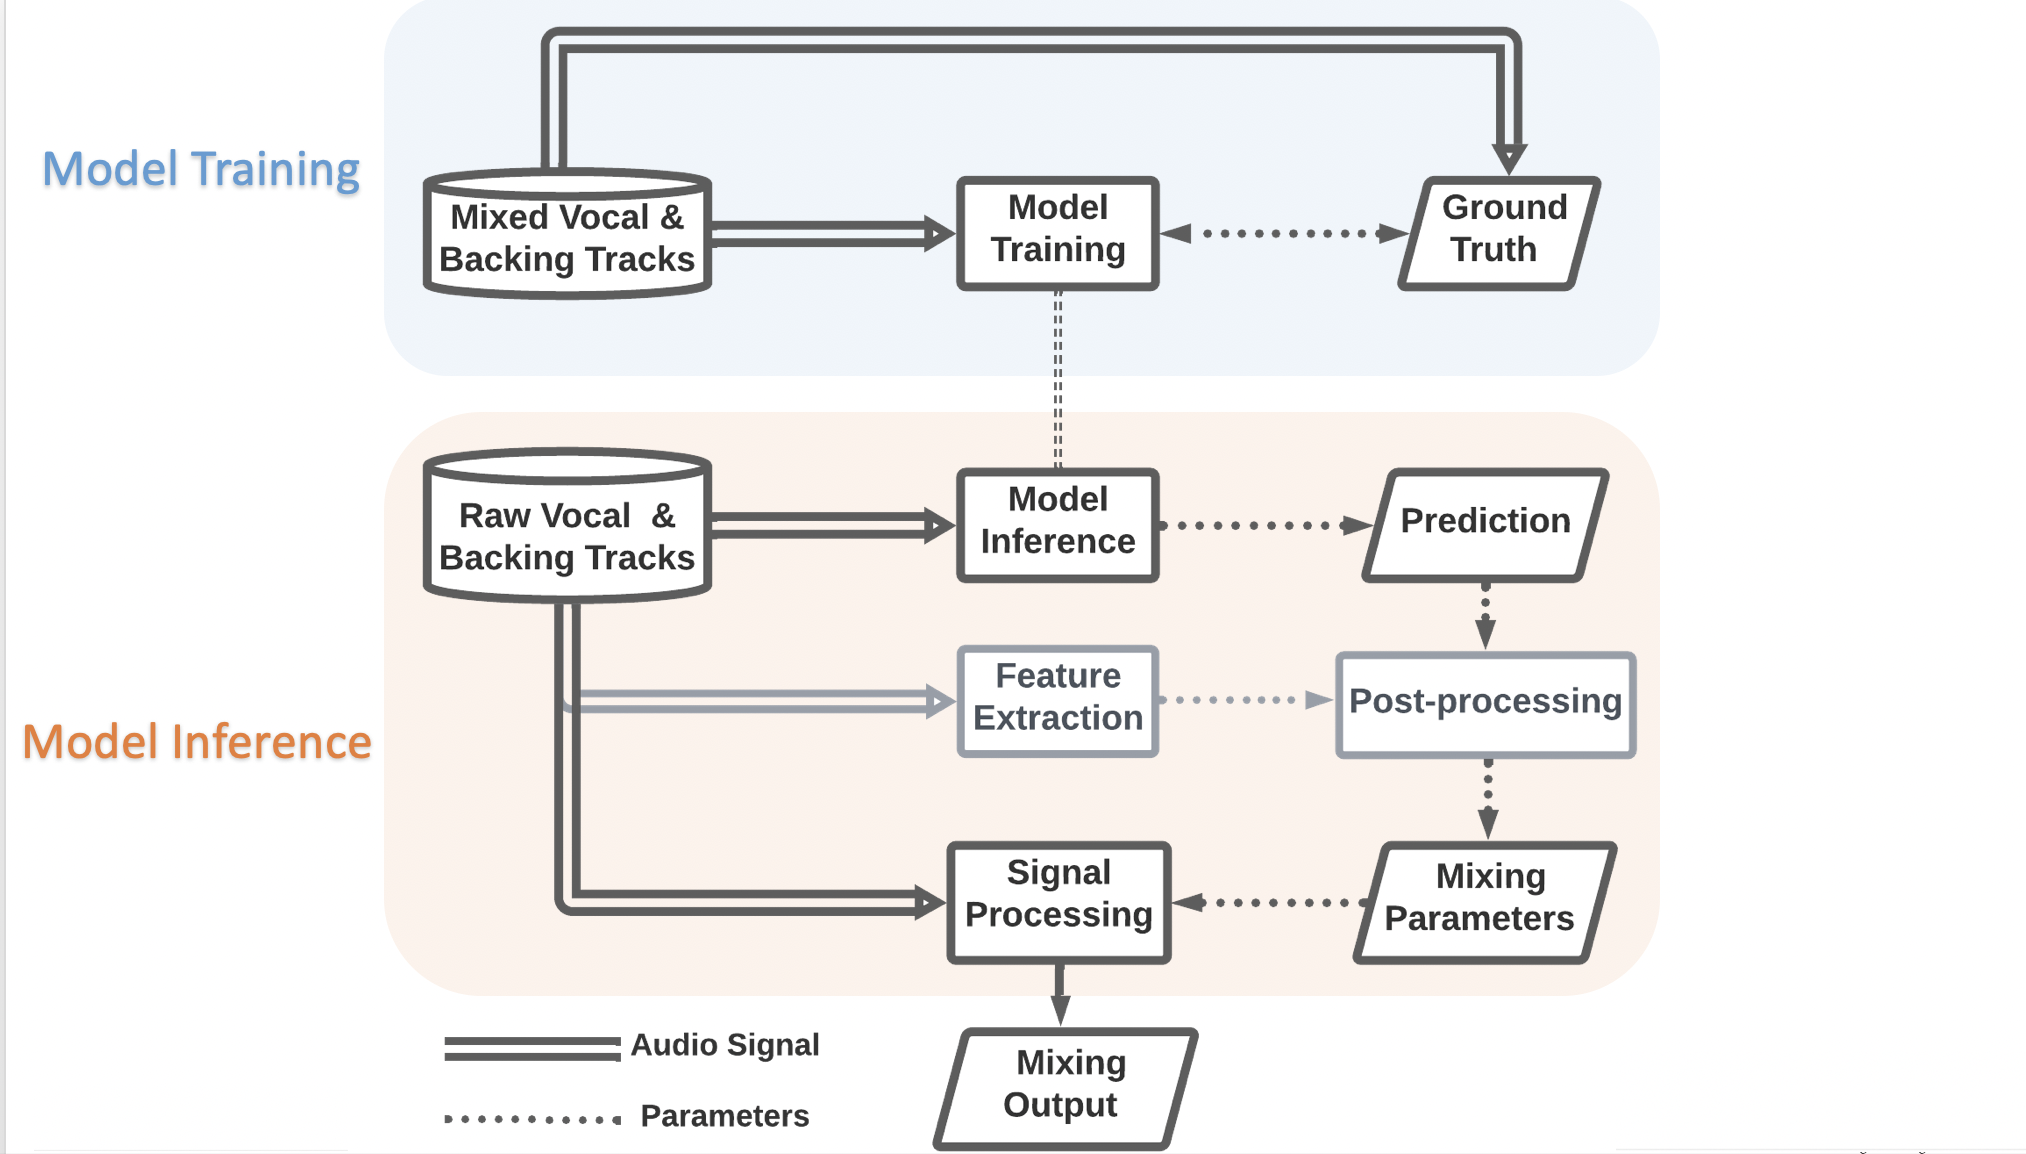 Model Training
Mixed Vocal &
Backing Tracks
Model
Training
Ground
Truth
Model Inference
Raw Vocal &
Backing Tracks
Model
Inference
Prediction
Feature
Extraction
Post-processing
Signal
Processing
Mixing
Parameters
Audio Signal
Parameters
Mixing
Output